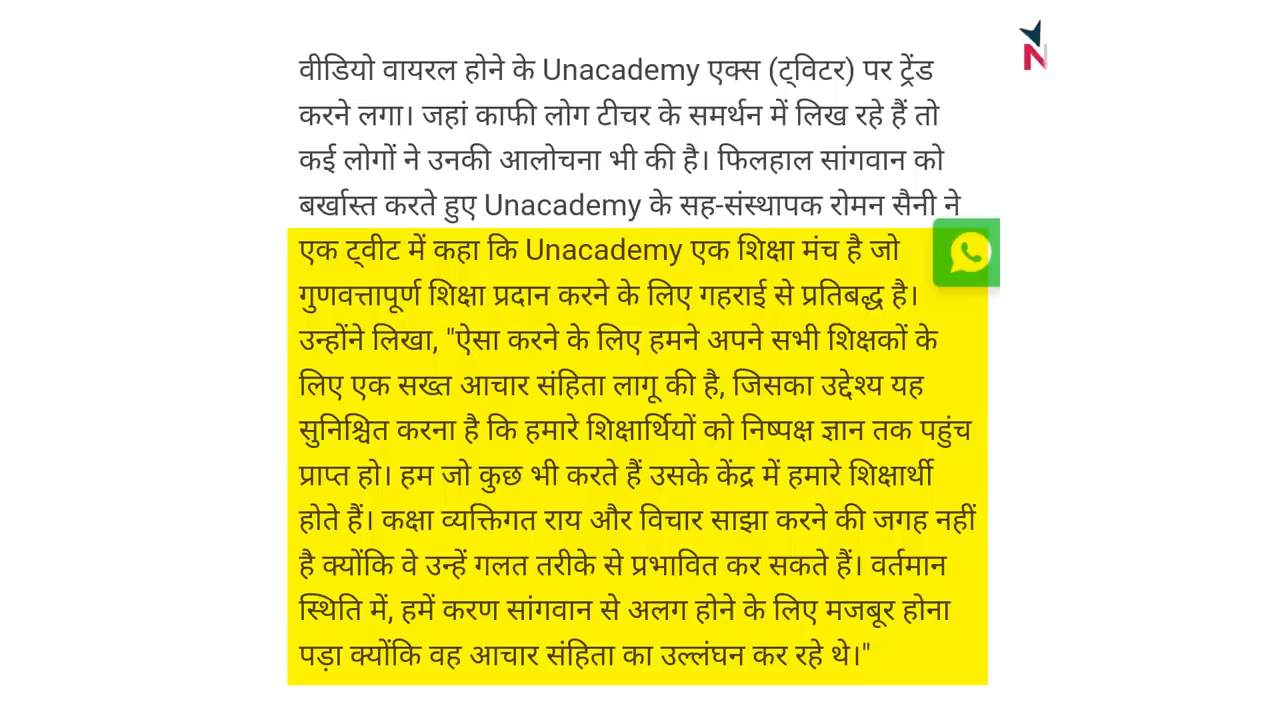 वीडियो वायरल होने के Unacademy एक्स (ट्विटर) पर ट्रेंड
करने लगा। जहां काफी लोग टीचर के समर्थन में लिख रहे हैं तो
कई लोगों ने उनकी आलोचना भी की है। फिलहाल सांगवान को
बर्खास्त करते हुए Unacademy के सह-संस्थापक रोमन सैनी ने
एक ट्वीट में कहा कि Unacademy एक शिक्षा मंच है जो
गुणवत्तापूर्ण शिक्षा प्रदान करने के लिए गहराई से प्रतिबद्ध है।
उन्होंने लिखा, "ऐसा करने के लिए हमने अपने सभी शिक्षकों के
लिए एक सख्त आचार संहिता लागू की है, जिसका उद्देश्य यह
सुनिश्चित करना है कि हमारे शिक्षार्थियों को निष्पक्ष ज्ञान तक पहुंच
प्राप्त हो। हम जो कुछ भी करते हैं उसके केंद्र में हमारे शिक्षार्थी
होते हैं। कक्षा व्यक्तिगत राय और विचार साझा करने की जगह नहीं
है क्योंकि वे उन्हें गलत तरीके से प्रभावित कर सकते हैं। वर्तमान
स्थिति में, हमें करण सांगवान से अलग होने के लिए मजबूर होना
पड़ा क्योंकि वह आचार संहिता का उल्लंघन कर रहे थे।"
N